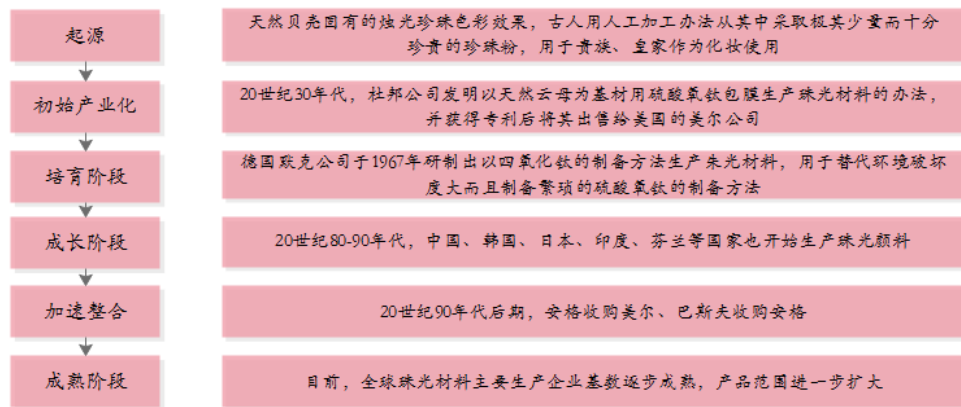 起源
天然贝壳固有的烛光珍珠色彩效果，古人用人工加工办法从其中采取极其少量而十分
珍贵的珍珠粉，用于贵族、皇家作为化妆使用
初始产业化
20世纪30年代，杜邦公司发明以天然云母为基材用硫酸氧钛包膜生产珠光材料的办法，
并获得专利后将其出售给美国的美尔公司
培育阶段
德国默克公司于1967年研制出以四氧化钛的制备方法生产朱光材料，用于替代环境破坏
度大而且制备繁琐的硫酸氧钛的制备方法
成长阶段
20世纪80-90年代，中国、韩国、日本、印度、芬兰等国家也开始生产珠光颜料
加速整合
20世纪90年代后期，安格收购美尔、巴斯夫收购安格
成熟阶段
目前，全球珠光材料主要生产企业基数逐步成熟，产品范围进一步扩大